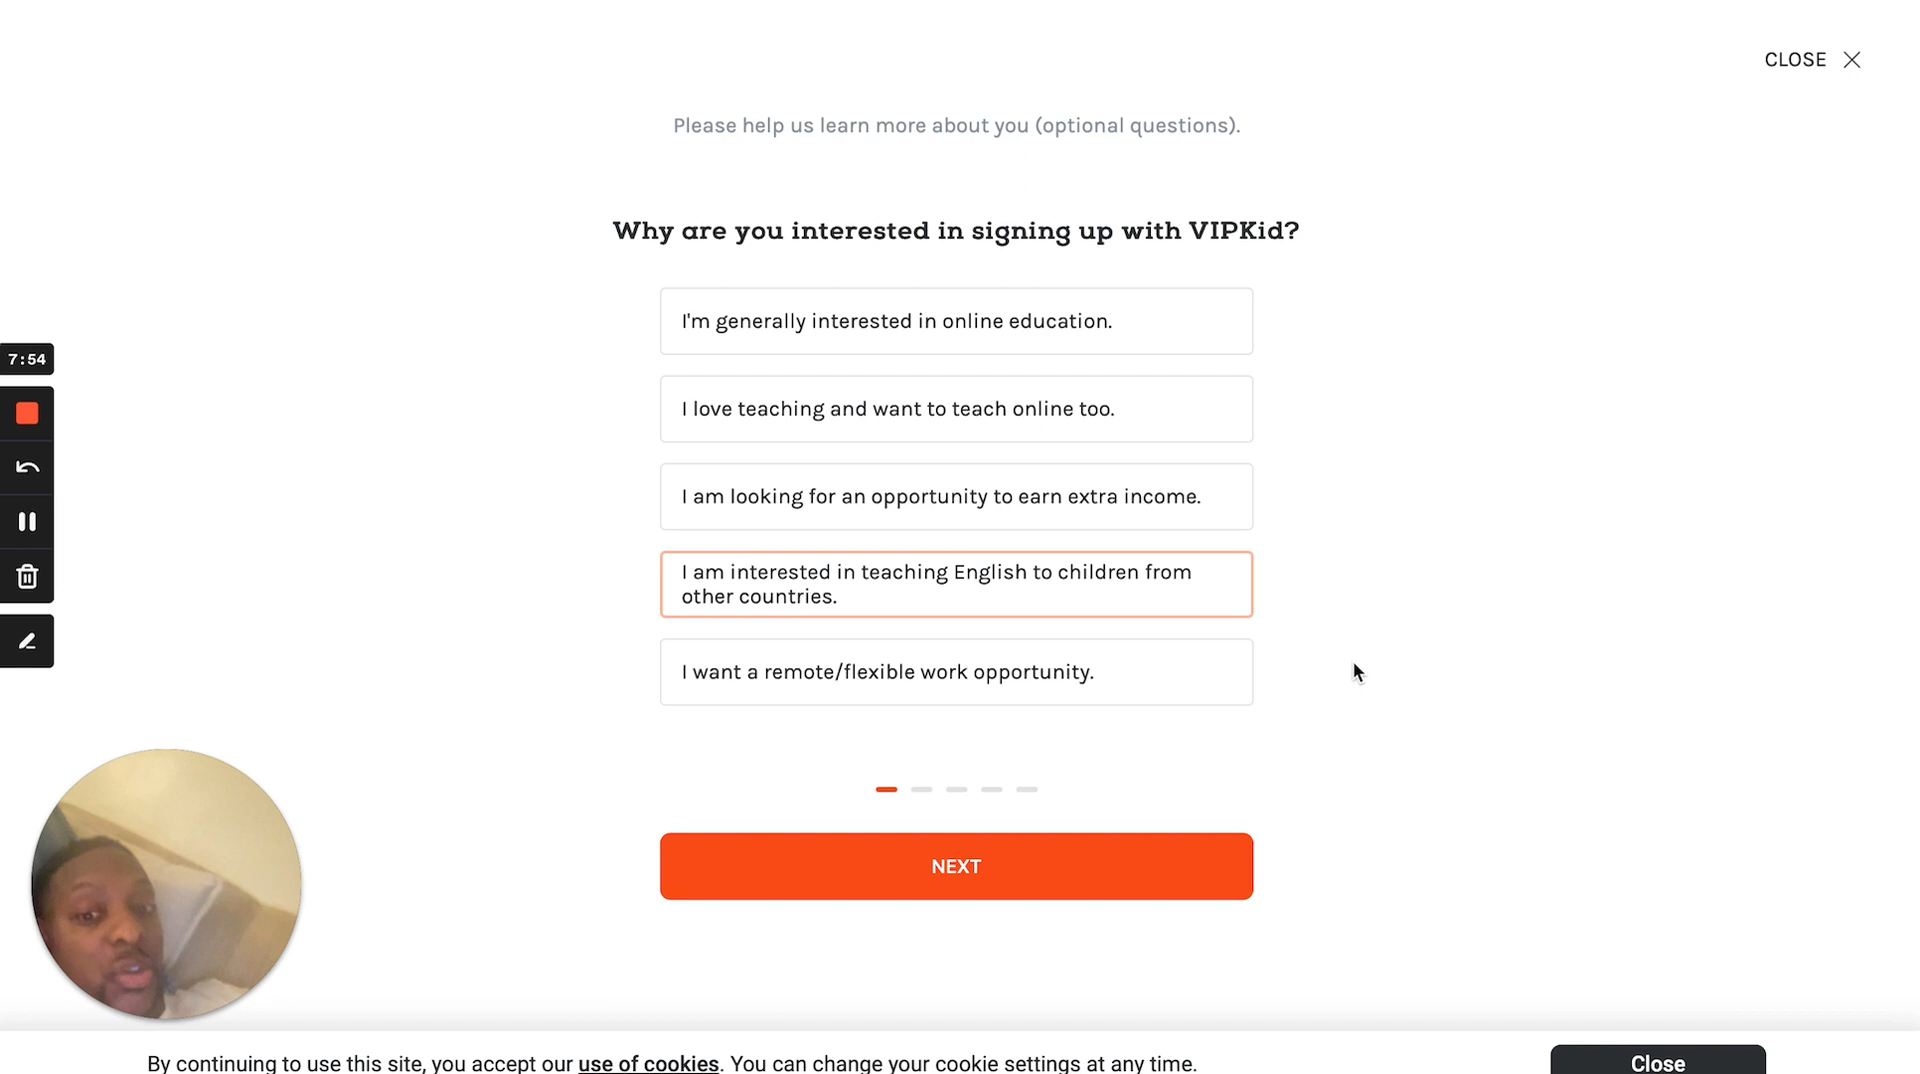 CLOSE
Please help us learn more about you (optional questions).
Why are you interested in signing up with VIPKid?
I'm generally interested in online education.
7:54
I love teaching and want to teach online too.
I am looking for an opportunity to earn extra income.
I am interested in teaching English to children from
other countries.
I want a remote/flexible work opportunity.
NEXT
By continuing to use this site, you accept our use of cookies. You can change your cookie settings at any time.
Close